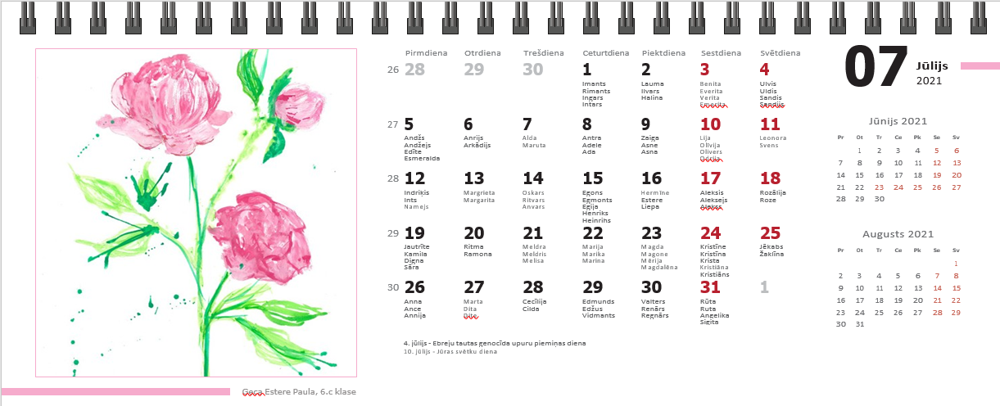 Pirmdiena Otrdiena Trešdiena Ceturtdiena Piektdiena Sestdiena Svētdiena
26 28 29 30 1 2 3 4
Imants Lauma Benita Ulvis
Rimants Ilvars Everita Uldis
Ingars Halina Verita Sandis
Intars Emerita Sandijs
27 5 6 7 8 9 10 11
Andžs Anrijs Alda Antra Zaiga Lija Leonora
Andžejs Arkādijs Maruta Adele Asne Olīvija Svens
Edīte Ada Asna Olivers
Esmeralda
28 12 13 14 15 16 17 18
Indriķis Margrieta Oskars Egons Hermīne Aleksis Rozālija
Ints Margarita Ritvars Egmonts Estere Aleksejs Roze
Namejs Anvars Egija Liepa Alekss
Henriks
Heinrihs
29 19 20 21 22 23 24 25
Jautrīte Ritma Meldra Marija Magda Kristīne Jēkabs
Kamila Ramona Meldris Marika Magone Kristīna Žaklīna
Digna Melisa Marina Mērija Krista
Sāra Magdalēna Kristiāna
Kristiāns
30 26 27 28 29 30 31 1
Anna Marta Cecīlija Edmunds Valters Rūta
Ance Dita Cilda Edžus Renārs Ruta
Annija Dite Vidmants Regnārs Angelika
Sigita
4. jūlijs - Ebreju tautas genocīda upuru piemiņas diena
10. jūlijs - Jūras svētku diena
07 Jūlijs
2021
Jūnijs 2021
Pr Ot Tr Ce Pk Se Sv
1 2 3 4 5 6
7 8 9 10 11 12 13
14 15 16 17 18 19 20
21 22 23 24 25 26 27
28 29 30
Augusts 2021
Pr Ot Tr Ce Pk Se Sv
1
2 3 4 5 6 7 8
9 10 11 12 13 14 15
16 17 18 19 20 21 22
23 24 25 26 27 28 29
30 31
Geca Estere Paula, 6.c klase